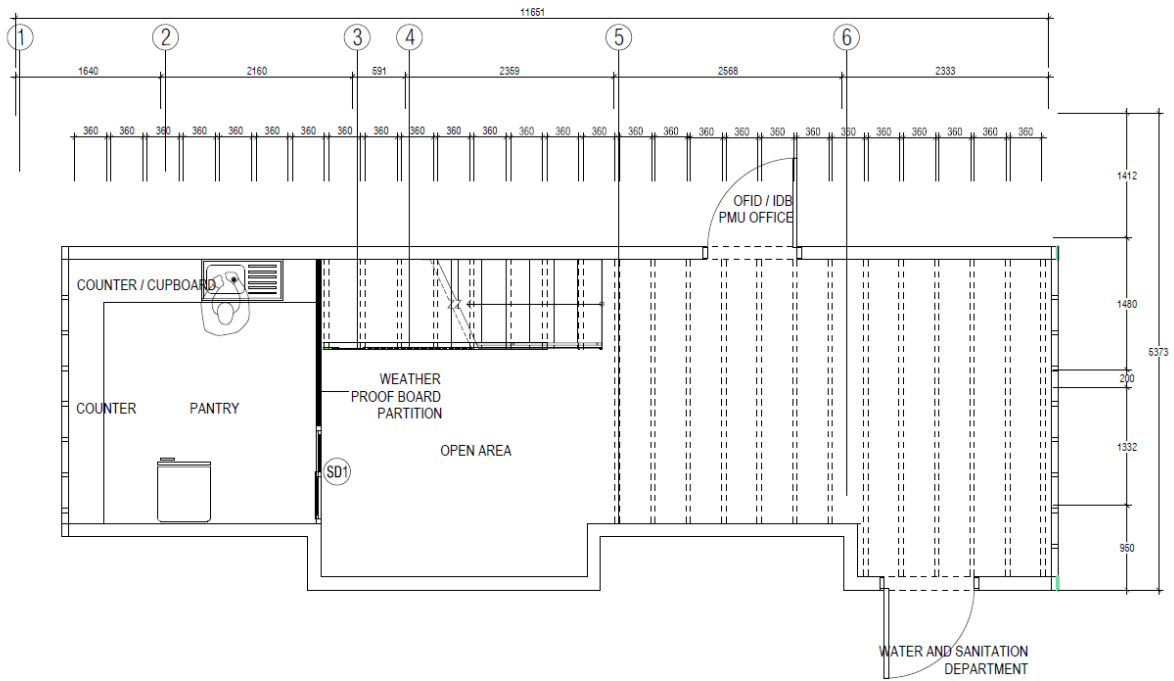 11651
1
2
3
4
5
6
1640
2160
591
2359
2568
2333
360 360 360 360 360 360 360 360 360 360 360 360 360 360 360 360 360 360 360 360 360 360 360 360 360 360 360
1412
OFID / IDB
PMU OFFICE
COUNTER / CUPBOARD
1480
5373
WEATHER
PROOF BOARD
PARTITION
200
COUNTER
PANTRY
OPEN AREA
1332
SD1
950
WATER AND SANITATION
DEPARTMENT